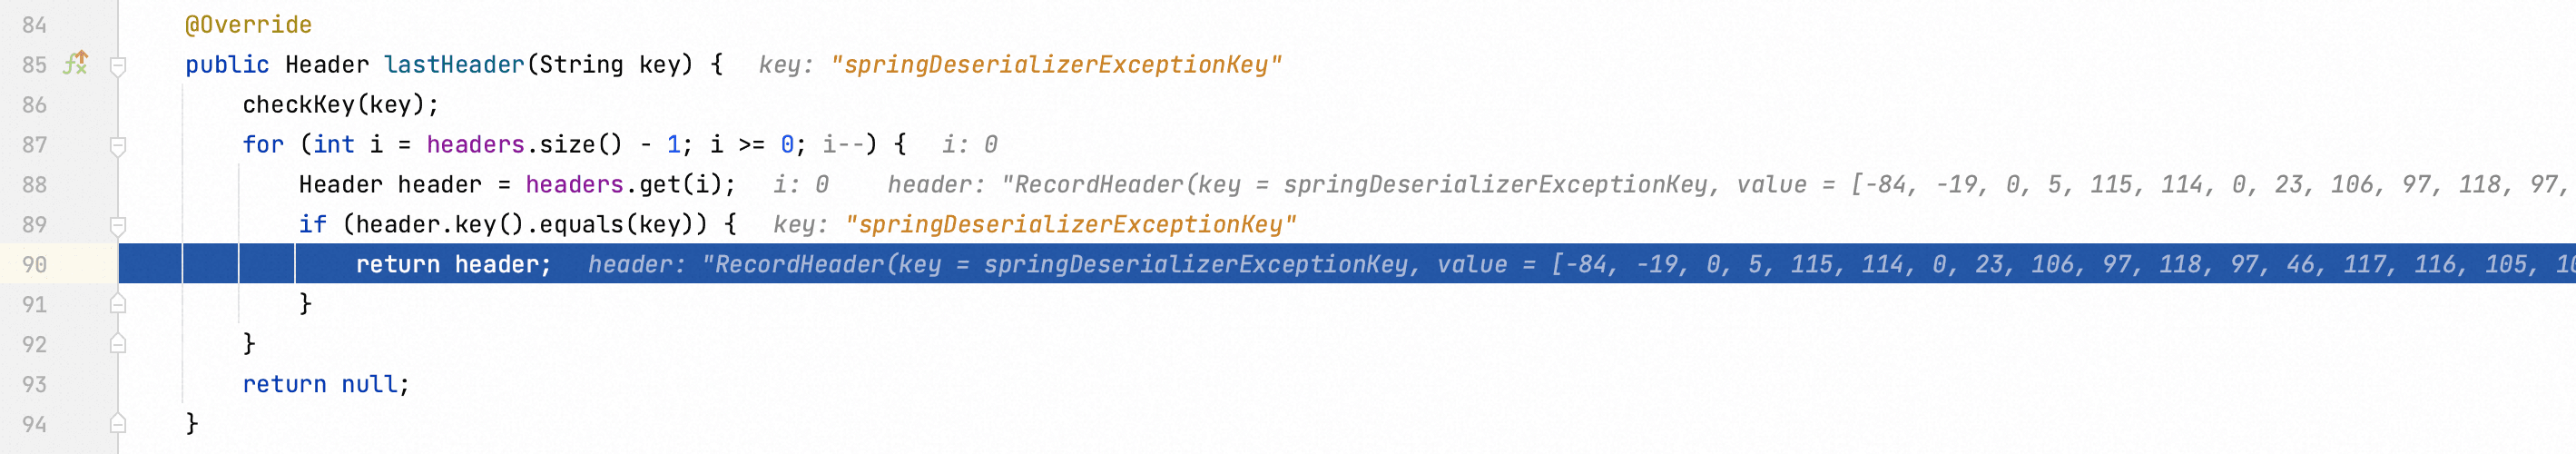 84 @Override
85 public Header lastHeader(String key) { key: "springDeserializerExceptionKey"
86 checkKey(key);
87 for (int i = headers.size() - 1; i >= 0; i--) { i: 0
88 Header header = headers.get(i); i: 0 header: "RecordHeader(key = springDeserializerExceptionKey, value = [-84, -19, 0, 5, 115, 114, 0, 23, 106, 97, 118, 97,
89 if (header.key().equals(key)) { key: "springDeserializerExceptionKey"
90 return header; header: "RecordHeader(key = springDeserializerExceptionKey, value = [-84, -19, 0, 5, 115, 114, 0, 23, 106, 97, 118, 97, 46, 117, 116, 105,
91 }
92 }
93 return null;
94 }